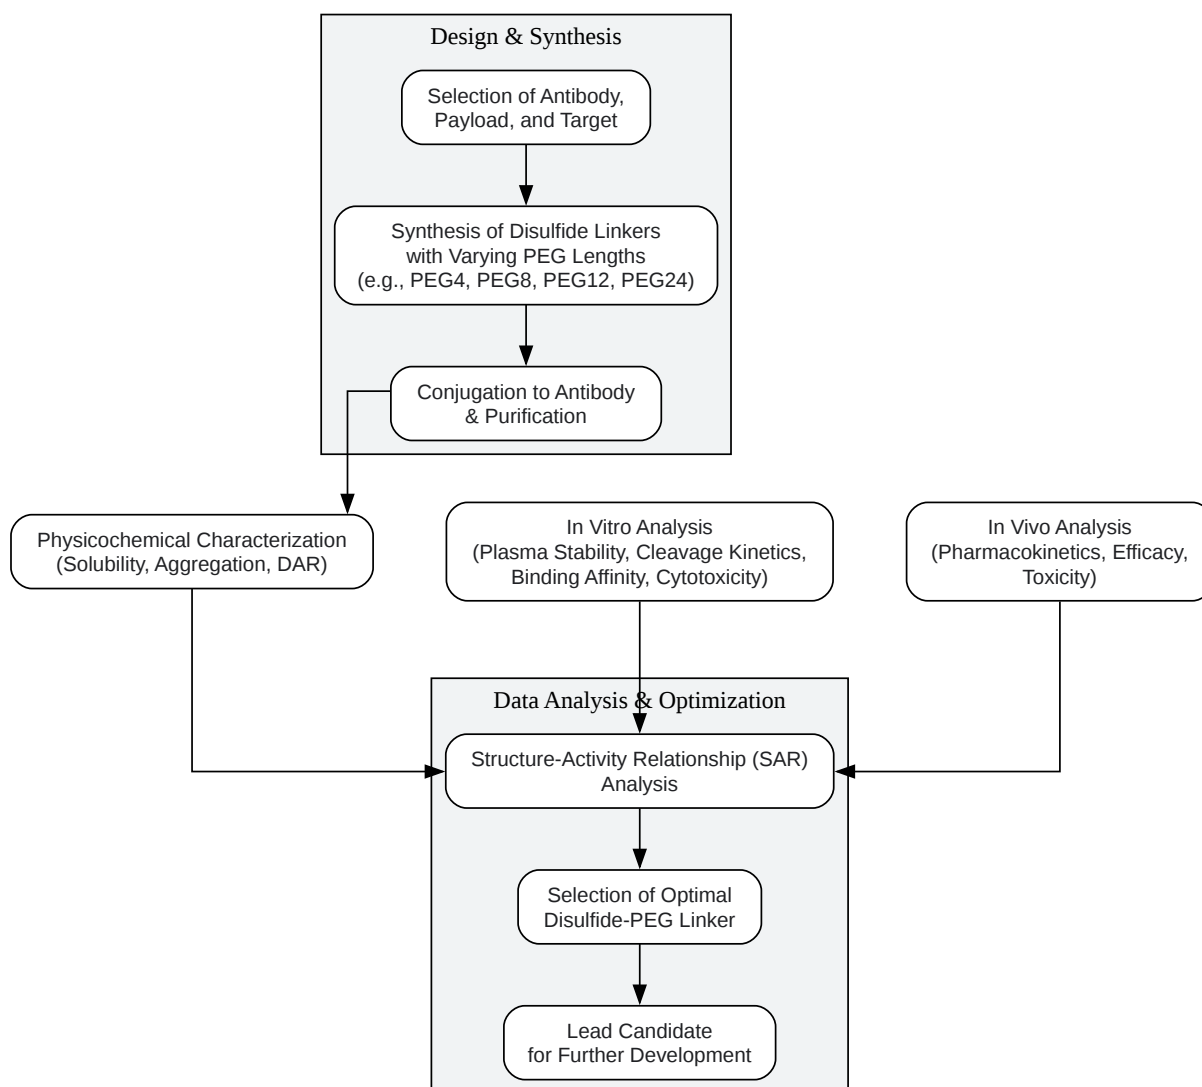 Design & Synthesis
Selection of Antibody,
Payload, and Target
Synthesis of Disulfide Linkers
with Varying PEG Lengths
(e.g., PEG4, PEG8, PEG12, PEG24)
Conjugation to Antibody
& Purification
Physicochemical Characterization
(Solubility, Aggregation, DAR)
In Vitro Analysis
(Plasma Stability, Cleavage Kinetics,
Binding Affinity, Cytotoxicity)
In Vivo Analysis
(Pharmacokinetics, Efficacy,
Toxicity)
Data Analysis & Optimization
Structure-Activity Relationship (SAR)
Analysis
Selection of Optimal
Disulfide-PEG Linker
Lead Candidate
for Further Development